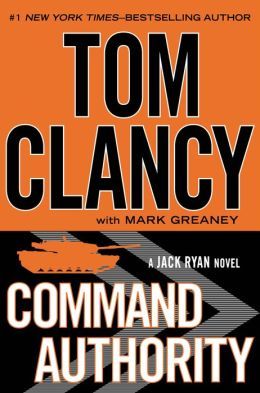 #1 NEW YORK TIMES–BESTSELLING AUTHOR
TOM
CLANCY
with MARK GREANEY
A JACK RYAN NOVEL
COMMAND
AUTHORITY